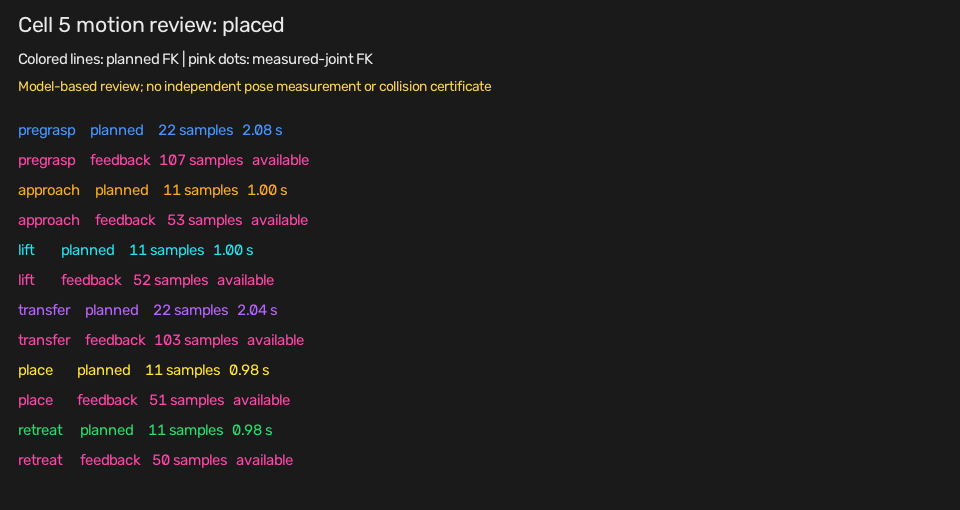 Cell 5 motion review: placed
Colored lines: planned FK | pink dots: measured-joint FK
Model-based review; no independent pose measurement or collision certificate
pregrasp planned 22 samples 2.08 s
pregrasp feedback 107 samples available
approach planned 11 samples 1.00 s
approach feedback 53 samples available
lift planned 11 samples 1.00 s
lift feedback 52 samples available
transfer planned 22 samples 2.04 s
transfer feedback 103 samples available
place planned 11 samples 0.98 s
place feedback 51 samples available
retreat planned 11 samples 0.98 s
retreat feedback 50 samples available